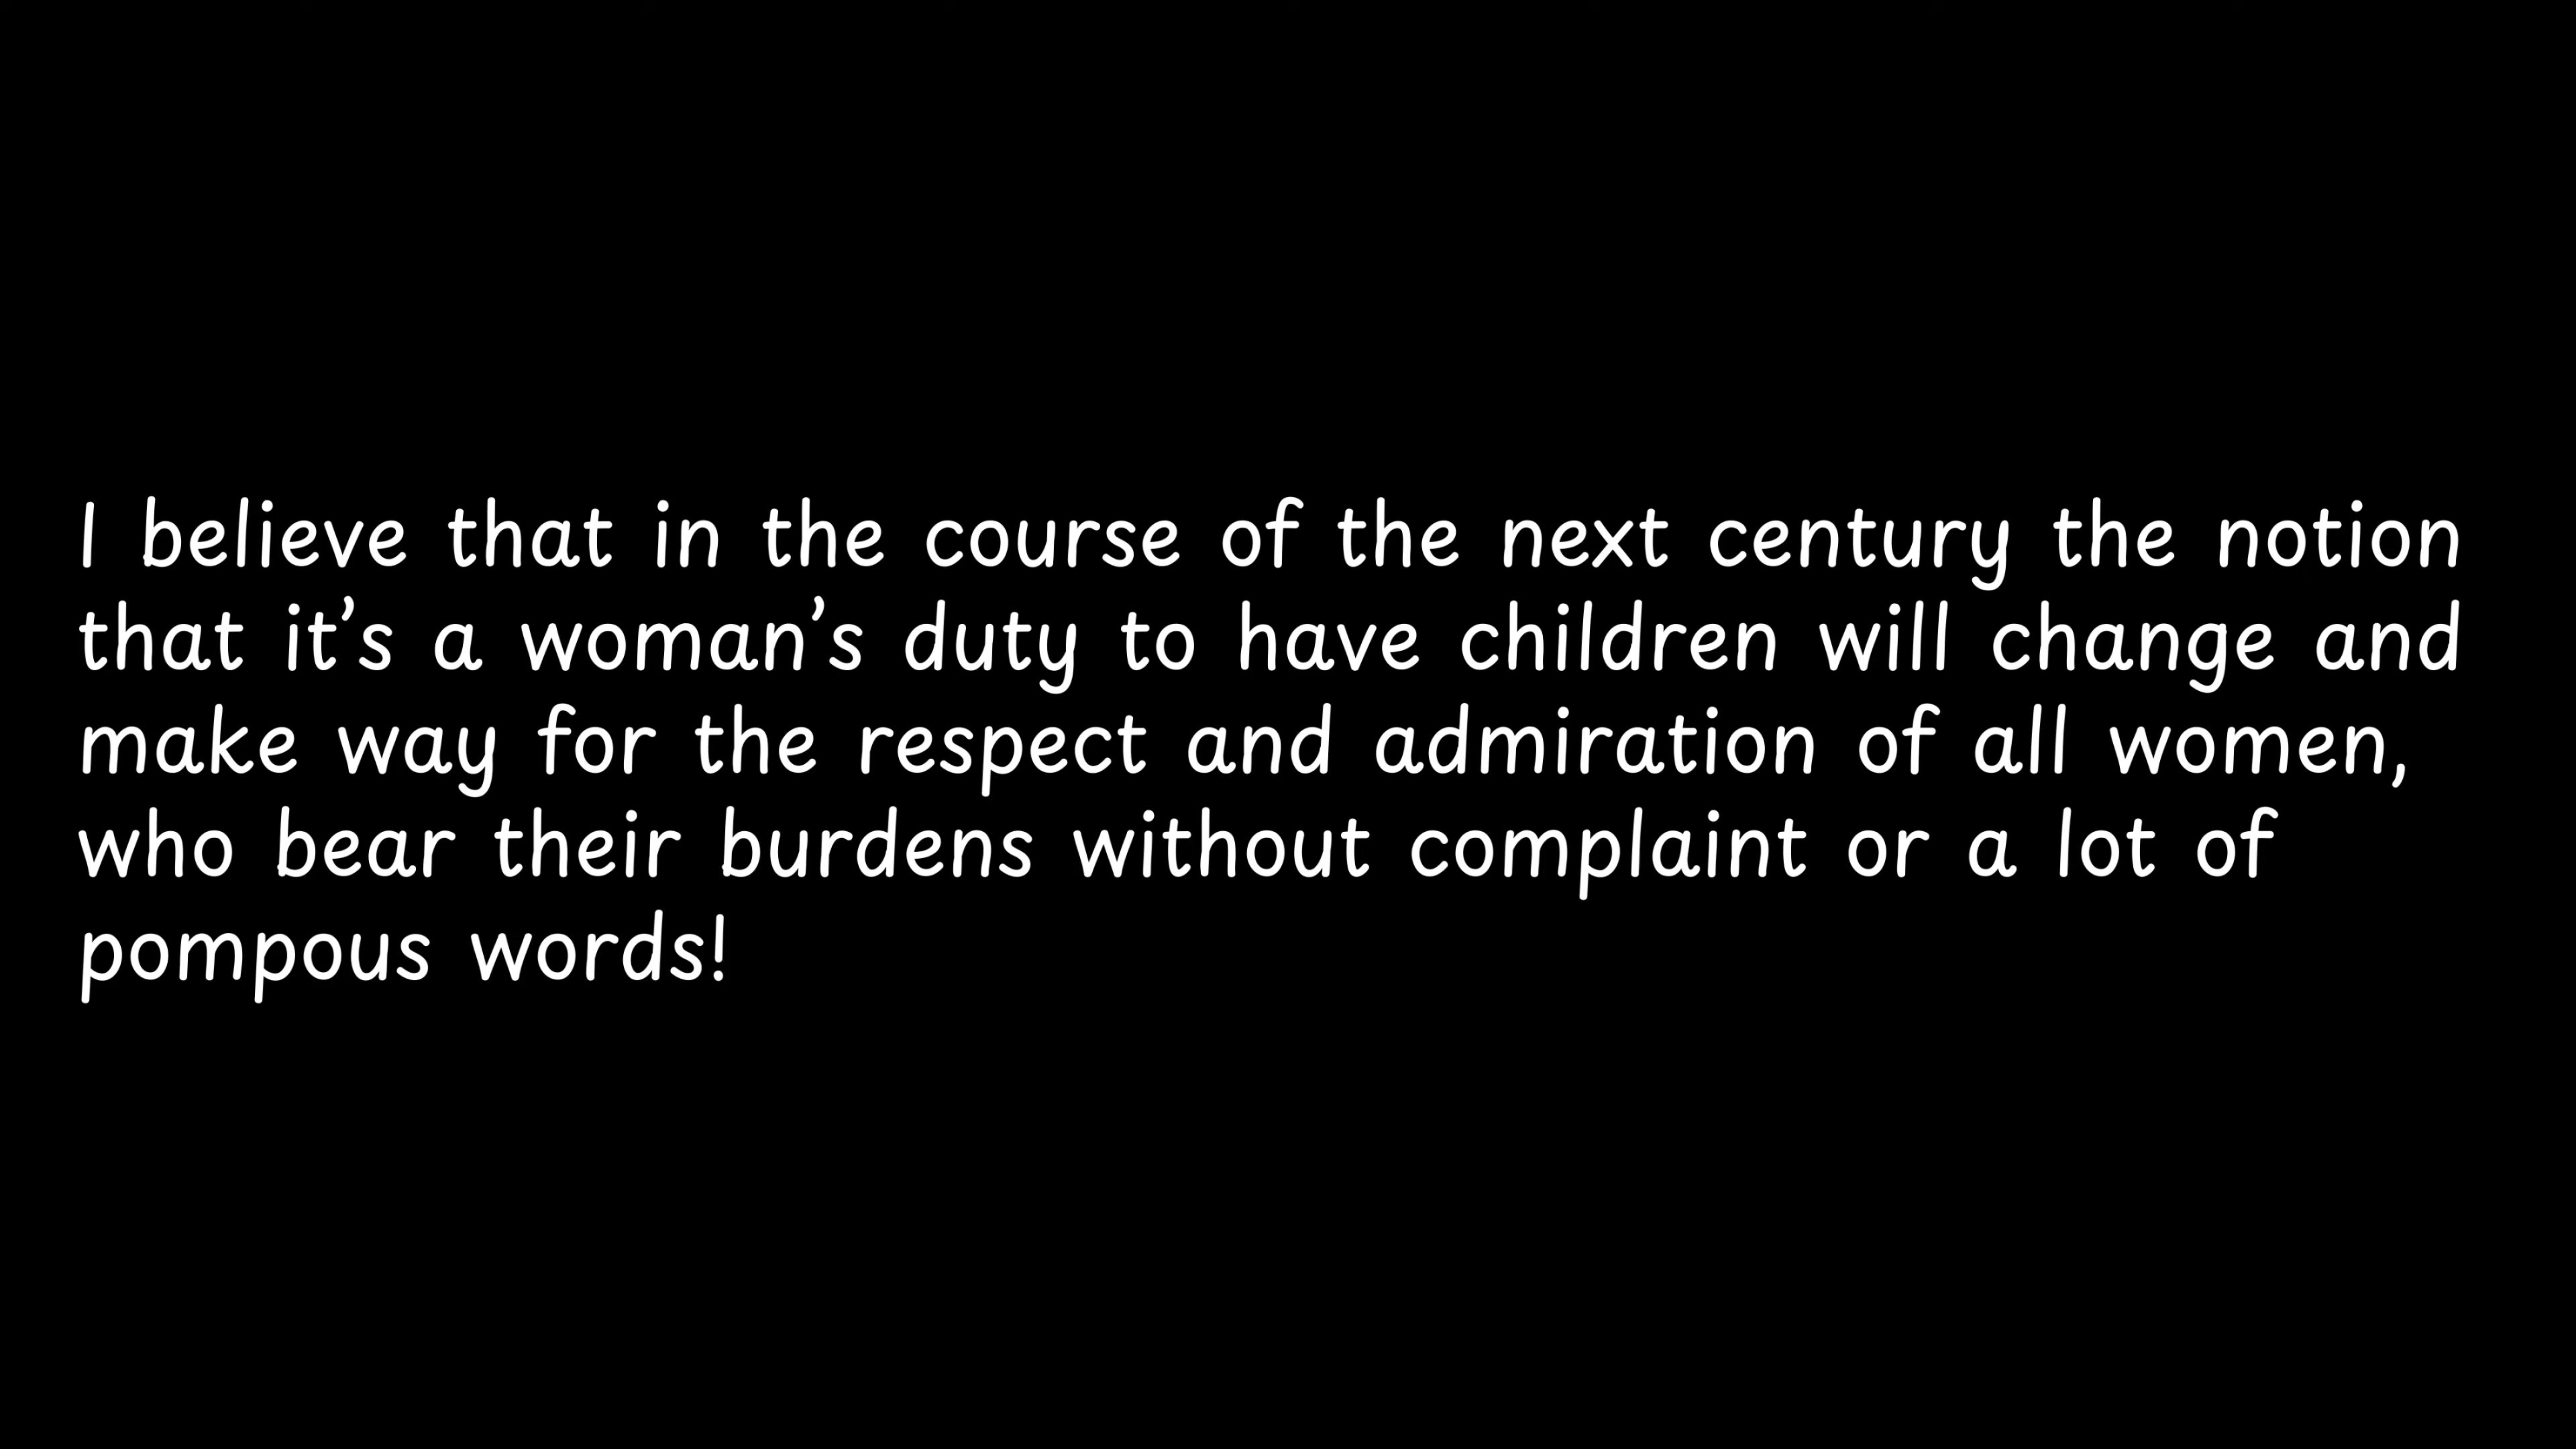 I believe that in the course of the next century the notion
that it’s a woman’s duty to have children will change and
make way for the respect and admiration of all women,
who bear their burdens without complaint or a lot of
pompous words!